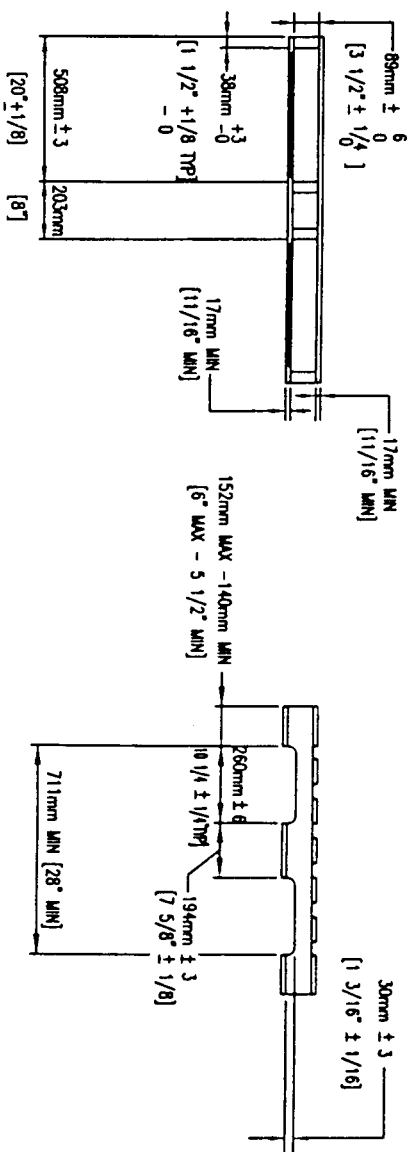 89mm ± 6
0
[3 1/2" ± 1/4 ]
0
38mm +3
-0
[1 1/2" +1/8 TYP]
- 0
508mm ± 3
[20" ±1/8]
203mm
[8"]
17mm MIN
[11/16" MIN]
17mm MIN
[11/16" MIN]
152mm MAX -140mm MIN
[6" MAX - 5 1/2" MIN]
260mm ± 6
10 1/4 ± 1/4"TYP]
194mm ± 3
[7 5/8" ± 1/8]
711mm MIN [28" MIN]
30mm ± 3
[1 3/16" ± 1/16]